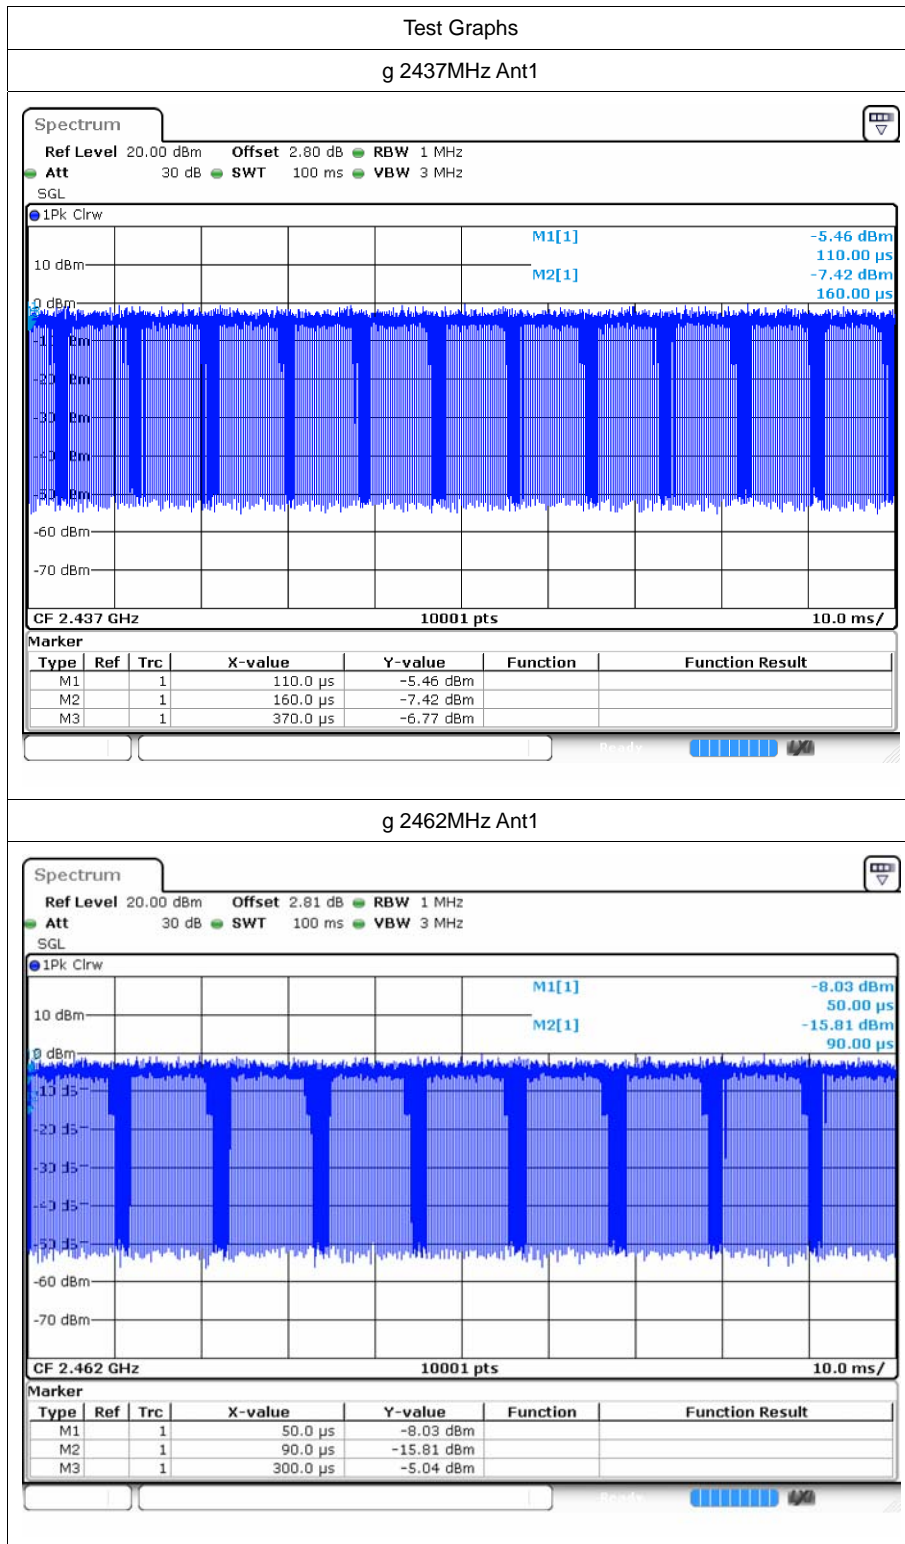 Test Graphs
g 2437MHz Ant1
Spectrum
Ref Level 20.00 dBm Offset 2.80 dB RBW 1 MHz
Att 30 dB SWT 100 ms VBW 3 MHz
SGL
1Pk Clrw
M1[1] -5.46 dBm
110.00 µs
10 dBm
M2[1] -7.42 dBm
160.00 µs
0 dBm
-60 dBm
-70 dBm
CF 2.437 GHz 10001 pts 10.0 ms/
Marker
Type Ref Trc X-value Y-value Function Function Result
M1 1 110.0 µs -5.46 dBm
M2 1 160.0 µs -7.42 dBm
M3 1 370.0 µs -6.77 dBm
Ready
g 2462MHz Ant1
Spectrum
Ref Level 20.00 dBm Offset 2.81 dB RBW 1 MHz
Att 30 dB SWT 100 ms VBW 3 MHz
SGL
1Pk Clrw
M1[1] -8.03 dBm
50.00 µs
10 dBm
M2[1] -15.81 dBm
90.00 µs
0 dBm
-60 dBm
-70 dBm
CF 2.462 GHz 10001 pts 10.0 ms/
Marker
Type Ref Trc X-value Y-value Function Function Result
M1 1 50.0 µs -8.03 dBm
M2 1 90.0 µs -15.81 dBm
M3 1 300.0 µs -5.04 dBm
Ready